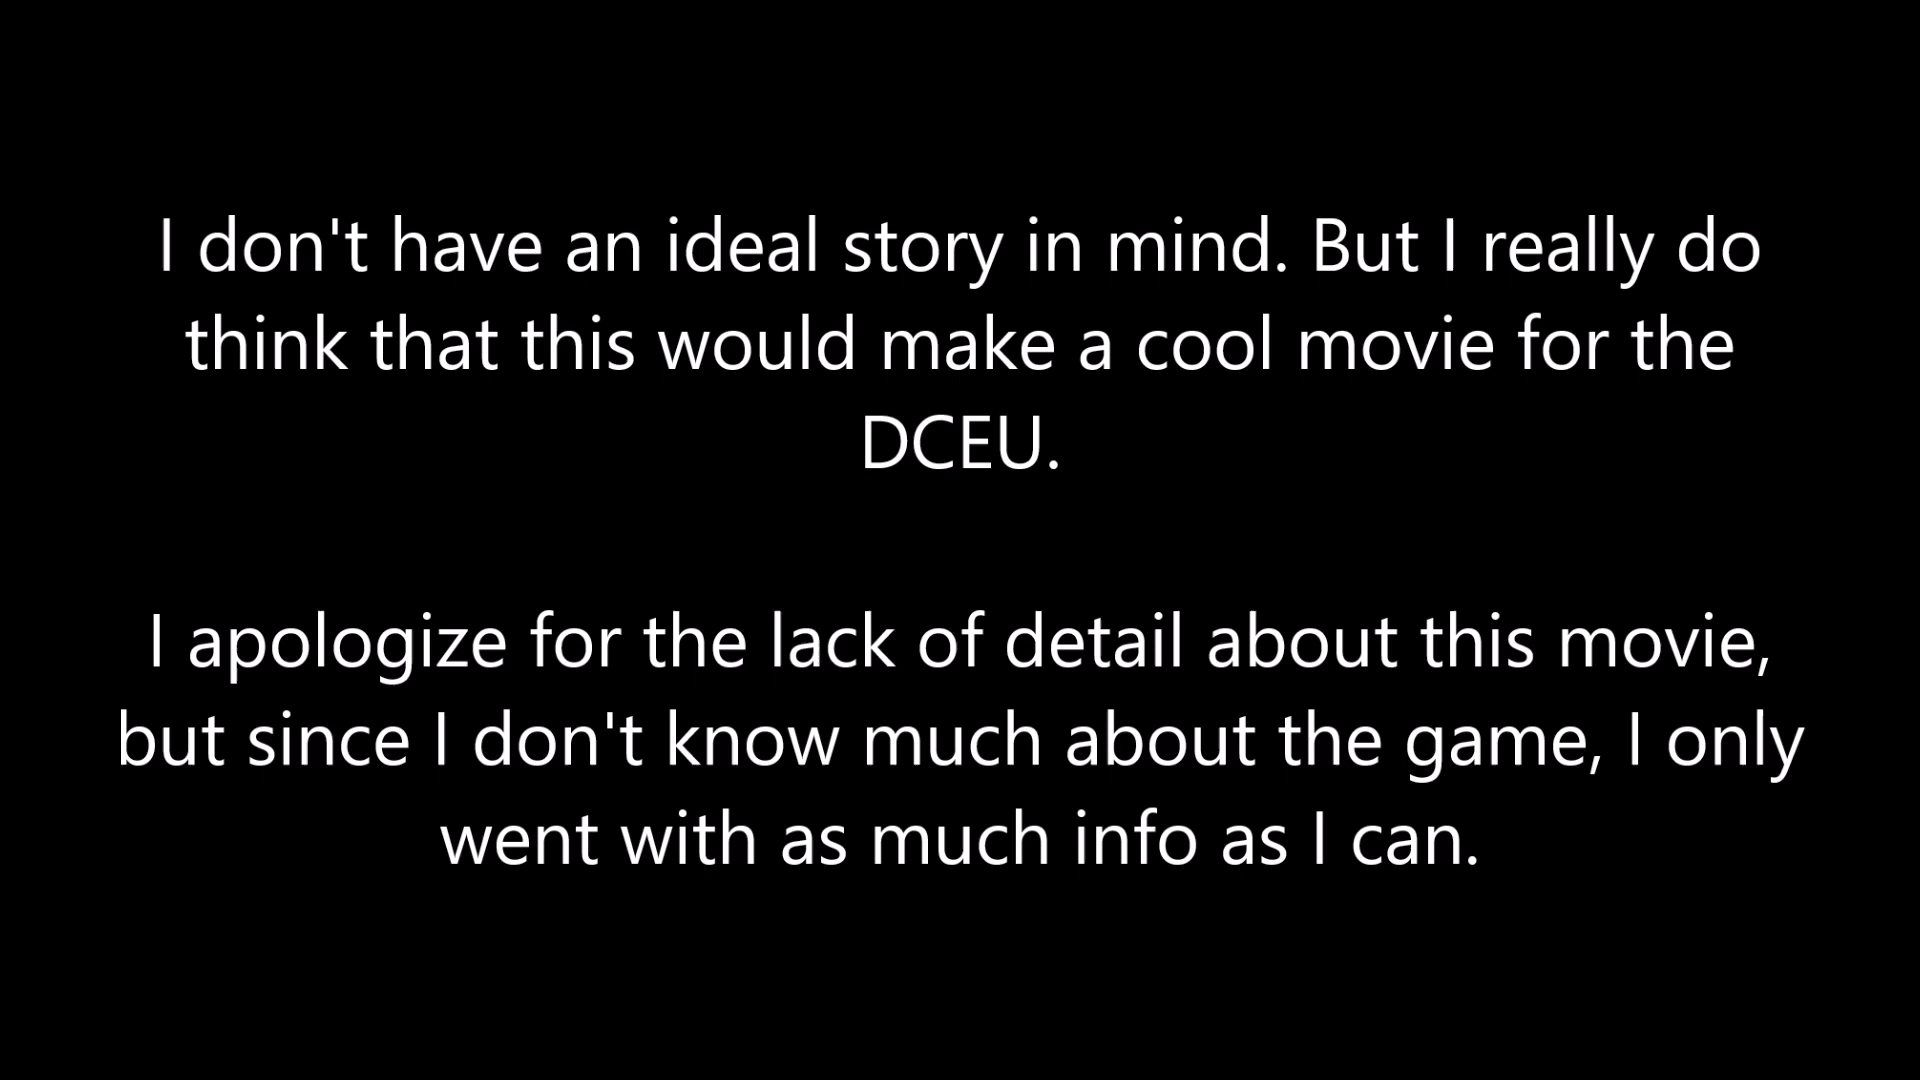 I don't have an ideal story in mind. But I really do
think that this would make a cool movie for the
DCEU.
I apologize for the lack of detail about this movie,
but since I don't know much about the game, I only
went with as much info as I can.